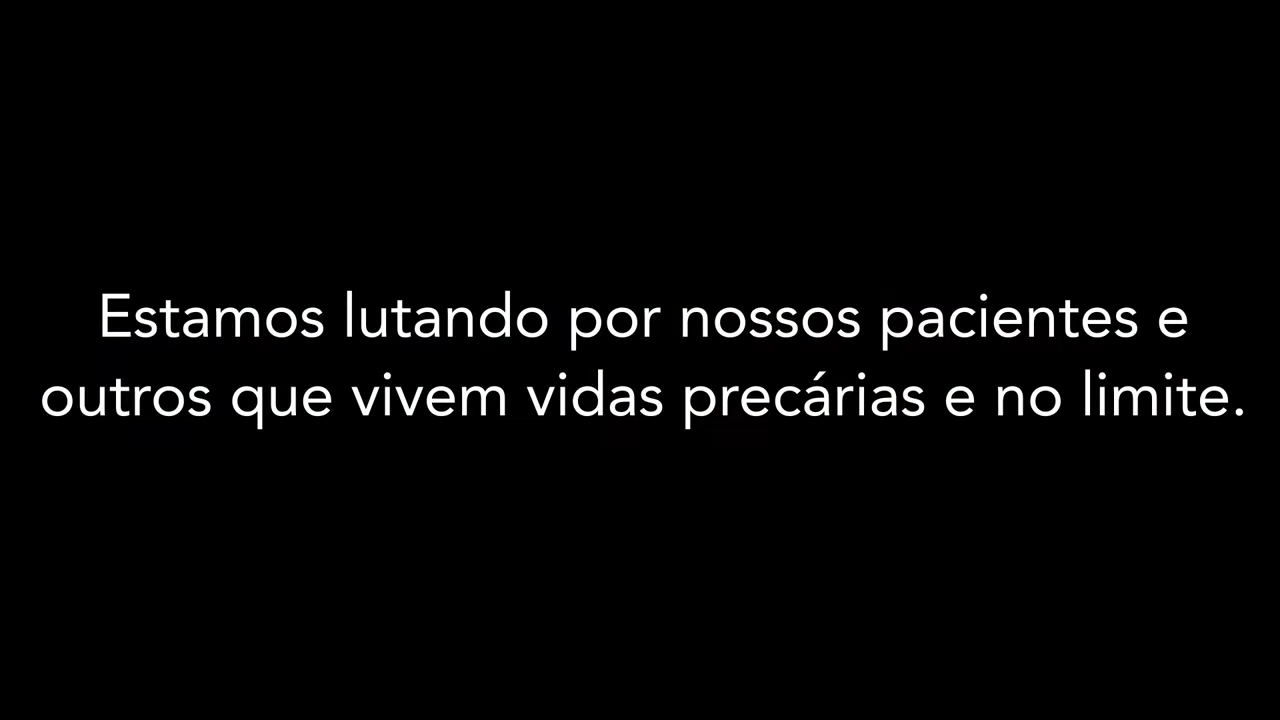 Estamos lutando por nossos pacientes e
outros que vivem vidas precárias e no limite.